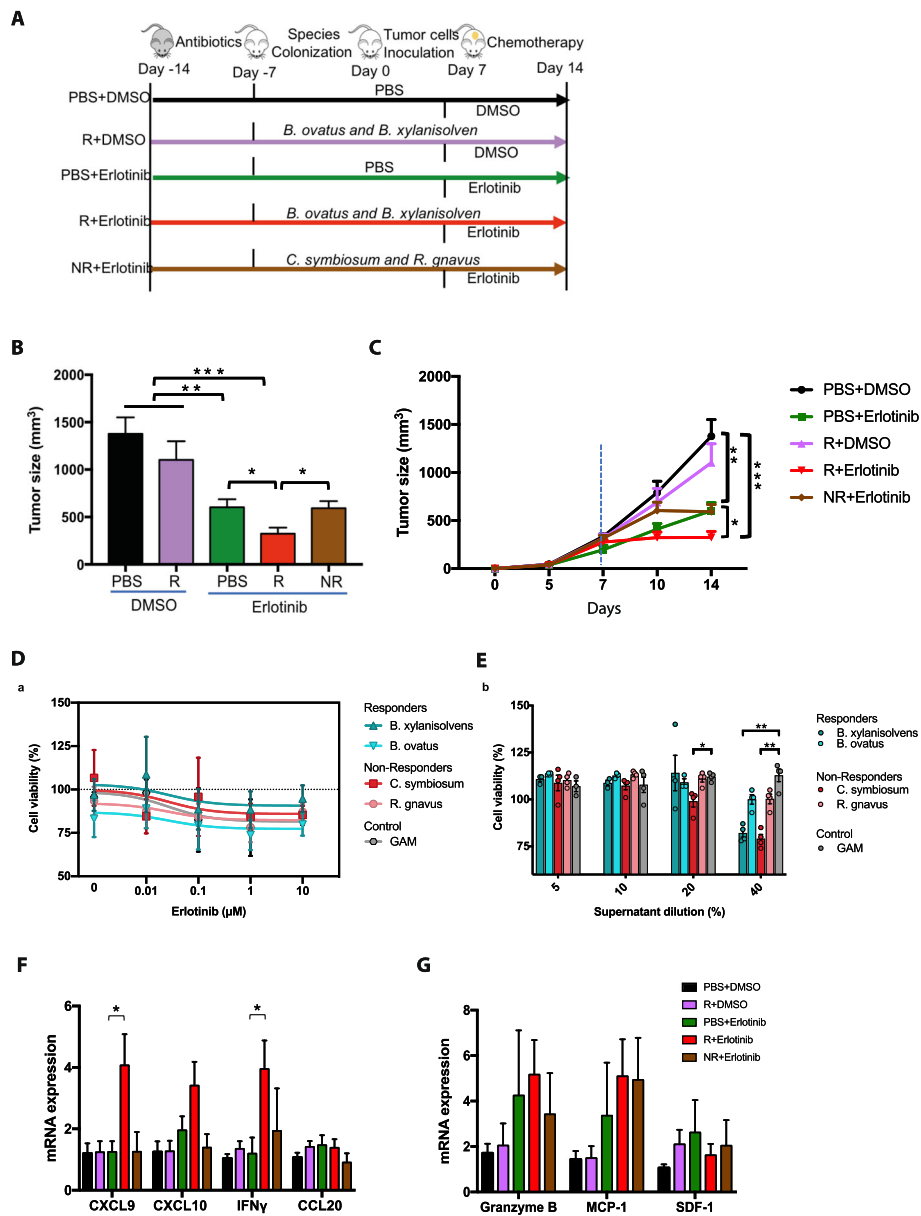 A
Antibiotics
Species
Colonization
Tumor cells
Inoculation
Chemotherapy
Day -14
Day -7
Day 0
Day 7
Day 14
PBS+DMSO
PBS
DMSO
R+DMSO
B. ovatus and B. xylanisolven
DMSO
PBS+Erlotinib
PBS
Erlotinib
R+Erlotinib
B. ovatus and B. xylanisolven
Erlotinib
NR+Erlotinib
C. symbiosum and R. gnavus
Erlotinib
B
Tumor size (mm³)
2000
1500
1000
500
0
***
**
*
*
PBS
R
PBS
R
NR
DMSO
Erlotinib
C
Tumor size (mm³)
2000
1500
1000
500
0
0
5
7
10
14
Days
**
***
*
PBS+DMSO
PBS+Erlotinib
R+DMSO
R+Erlotinib
NR+Erlotinib
D
a
Cell viability (%)
150
125
100
75
50
0
0.01
0.1
1
10
Erlotinib (µM)
Responders
B. xylanisolvens
B. ovatus
Non-Responders
C. symbiosum
R. gnavus
Control
GAM
E
b
Cell viability (%)
150
125
100
75
5
10
20
40
Supernatant dilution (%)
*
**
**
Responders
B. xylanisolvens
B. ovatus
Non-Responders
C. symbiosum
R. gnavus
Control
GAM
F
mRNA expression
6
4
2
0
*
*
CXCL9
CXCL10
IFNγ
CCL20
G
mRNA expression
8
6
4
2
0
Granzyme B
MCP-1
SDF-1
PBS+DMSO
R+DMSO
PBS+Erlotinib
R+Erlotinib
NR+Erlotinib